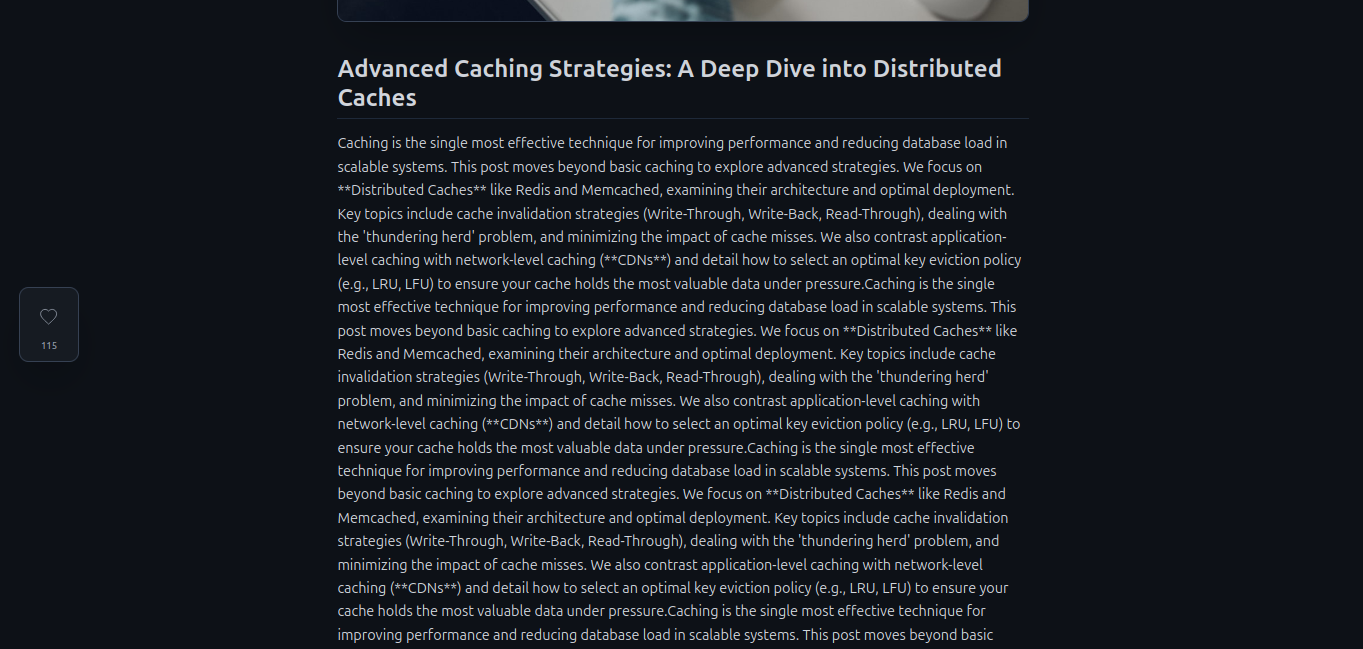 Advanced Caching Strategies: A Deep Dive into Distributed
Caches
Caching is the single most effective technique for improving performance and reducing database load in
scalable systems. This post moves beyond basic caching to explore advanced strategies. We focus on
**Distributed Caches** like Redis and Memcached, examining their architecture and optimal deployment.
Key topics include cache invalidation strategies (Write-Through, Write-Back, Read-Through), dealing with
the 'thundering herd' problem, and minimizing the impact of cache misses. We also contrast application-
level caching with network-level caching (**CDNs**) and detail how to select an optimal key eviction policy
(e.g., LRU, LFU) to ensure your cache holds the most valuable data under pressure.Caching is the single
most effective technique for improving performance and reducing database load in scalable systems. This
post moves beyond basic caching to explore advanced strategies. We focus on **Distributed Caches** like
Redis and Memcached, examining their architecture and optimal deployment. Key topics include cache
invalidation strategies (Write-Through, Write-Back, Read-Through), dealing with the 'thundering herd'
problem, and minimizing the impact of cache misses. We also contrast application-level caching with
network-level caching (**CDNs**) and detail how to select an optimal key eviction policy (e.g., LRU, LFU) to
ensure your cache holds the most valuable data under pressure.Caching is the single most effective
technique for improving performance and reducing database load in scalable systems. This post moves
beyond basic caching to explore advanced strategies. We focus on **Distributed Caches** like Redis and
Memcached, examining their architecture and optimal deployment. Key topics include cache invalidation
strategies (Write-Through, Write-Back, Read-Through), dealing with the 'thundering herd' problem, and
minimizing the impact of cache misses. We also contrast application-level caching with network-level
caching (**CDNs**) and detail how to select an optimal key eviction policy (e.g., LRU, LFU) to ensure your
cache holds the most valuable data under pressure.Caching is the single most effective technique for
improving performance and reducing database load in scalable systems. This post moves beyond basic
115